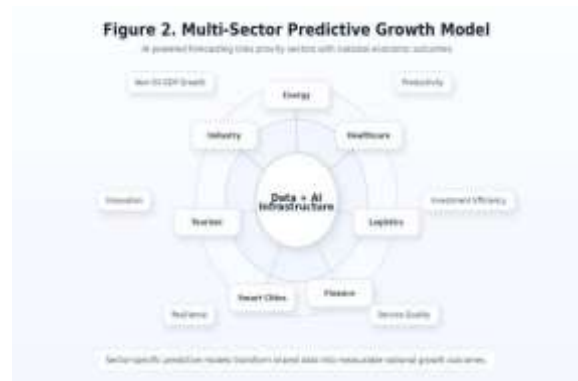 Figure 2. Multi-Sector Predictive Growth Model
AI-powered forecasting links priority sectors with national economic outcomes
Non-Oil GDP Growth
Productivity
Energy
Industry
Healthcare
Data + AI
Infrastructure
Innovation
Investment Efficiency
Tourism
Logistics
Smart Cities
Finance
Resilience
Service Quality
Sector-specific predictive models transform shared data into measurable national growth outcomes.